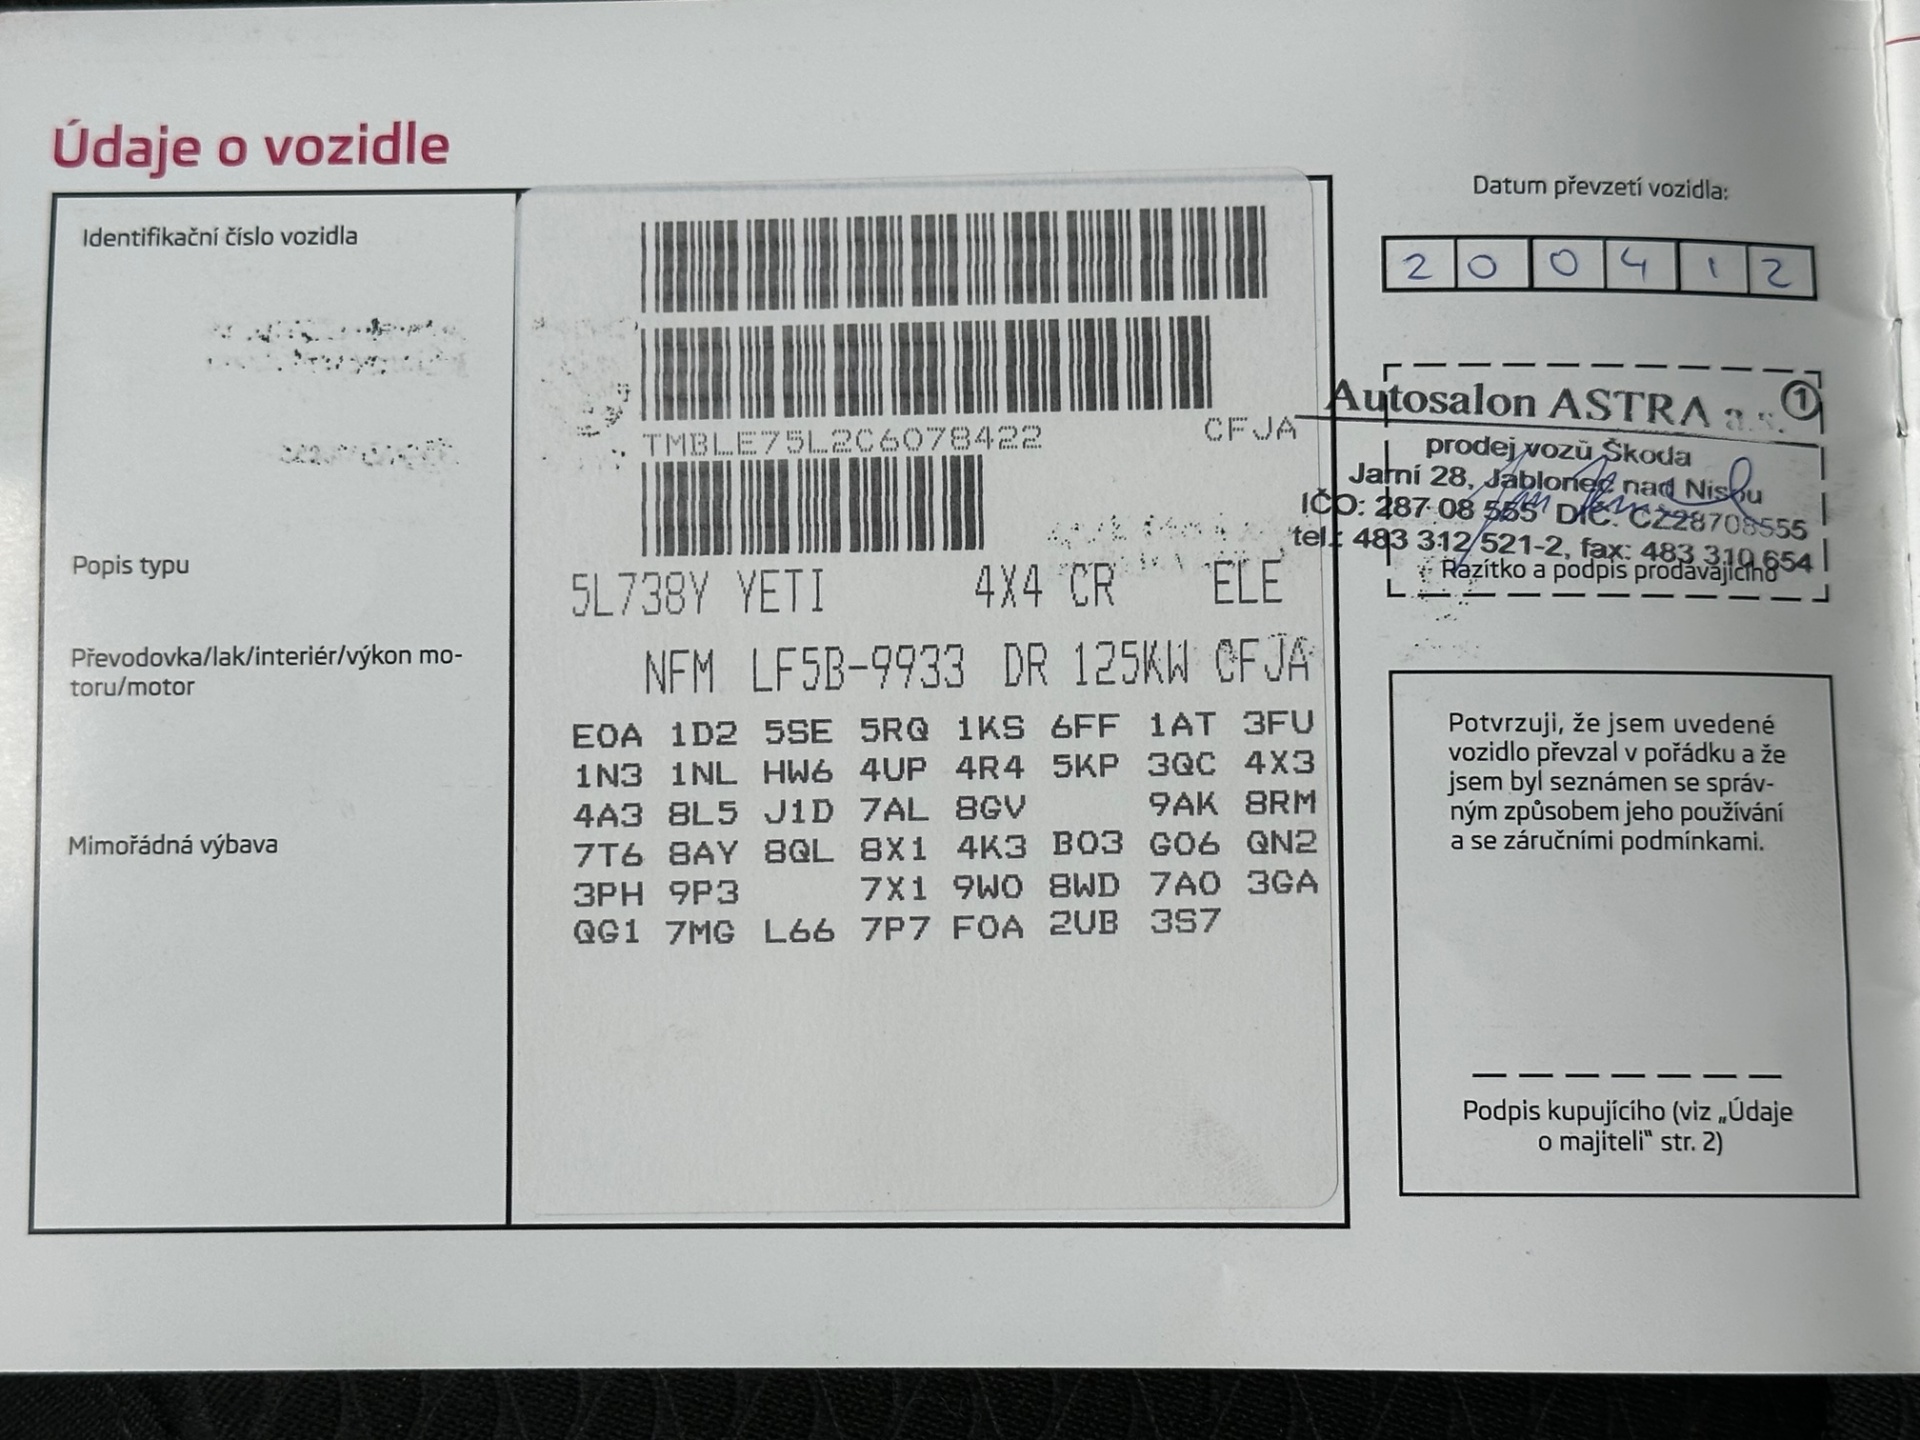 Údaje o vozidle
Identifikační číslo vozidla
TMBLE75L2C6078422 CFJA
Popis typu
5L738Y YETI 4X4 CR ELE
Převodovka/lak/interiér/výkon mo-
toru/motor
NFM LF5B-9933 DR 125KW CFJA
Mimořádná výbava
E0A 1D2 5SE 5RQ 1KS 6FF 1AT 3FU
1N3 1NL HW6 4UP 4R4 5KP 3QC 4X3
4A3 8L5 J1D 7AL 8GV 9AK 8RM
7T6 8AY 8QL 8X1 4K3 B03 G06 QN2
3PH 9P3 7X1 9W0 8WD 7A0 3GA
QG1 7MG L66 7P7 F0A 2UB 3S7
Datum převzetí vozidla:
2 0 0 4 1 2
Autosalon ASTRA a.s. 1
prodej vozů Škoda
Jarní 28, Jablonec nad Nisou
IČO: 287 08 555 DIČ: CZ28708555
tel.: 483 312 521-2, fax: 483 310 654
Razítko a podpis prodávajícího
Potvrzuji, že jsem uvedené
vozidlo převzal v pořádku a že
jsem byl seznámen se správ-
ným způsobem jeho používání
a se záručními podmínkami.
Podpis kupujícího (viz „Údaje
o majiteli" str. 2)